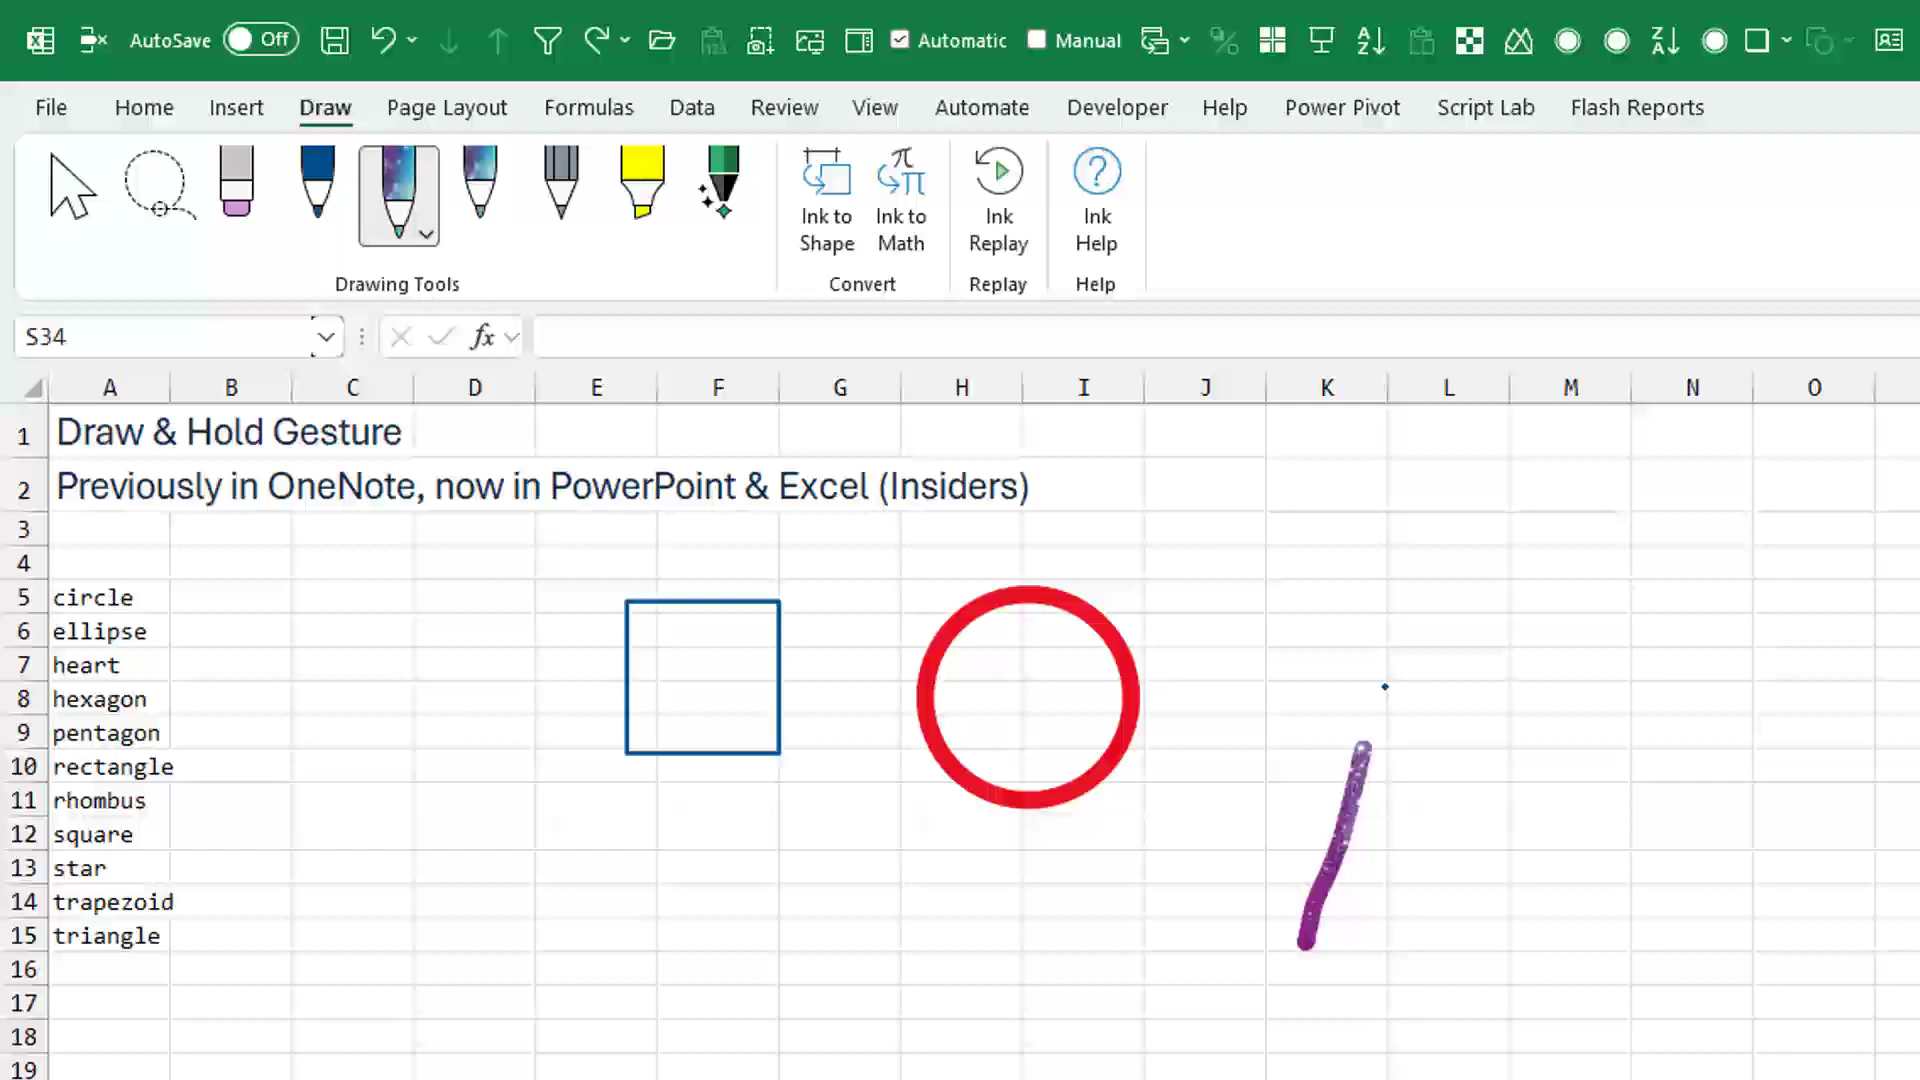 AutoSave Off Automatic Manual
File Home Insert Draw Page Layout Formulas Data Review View Automate Developer Help Power Pivot Script Lab Flash Reports
Ink to Shape
Ink to Math
Ink Replay
Ink Help
Drawing Tools Convert Replay Help
S34 fx
A B C D E F G H I J K L M N O
1 Draw & Hold Gesture
2 Previously in OneNote, now in PowerPoint & Excel (Insiders)
3
4
5 circle
6 ellipse
7 heart
8 hexagon
9 pentagon
10 rectangle
11 rhombus
12 square
13 star
14 trapezoid
15 triangle
16
17
18
19